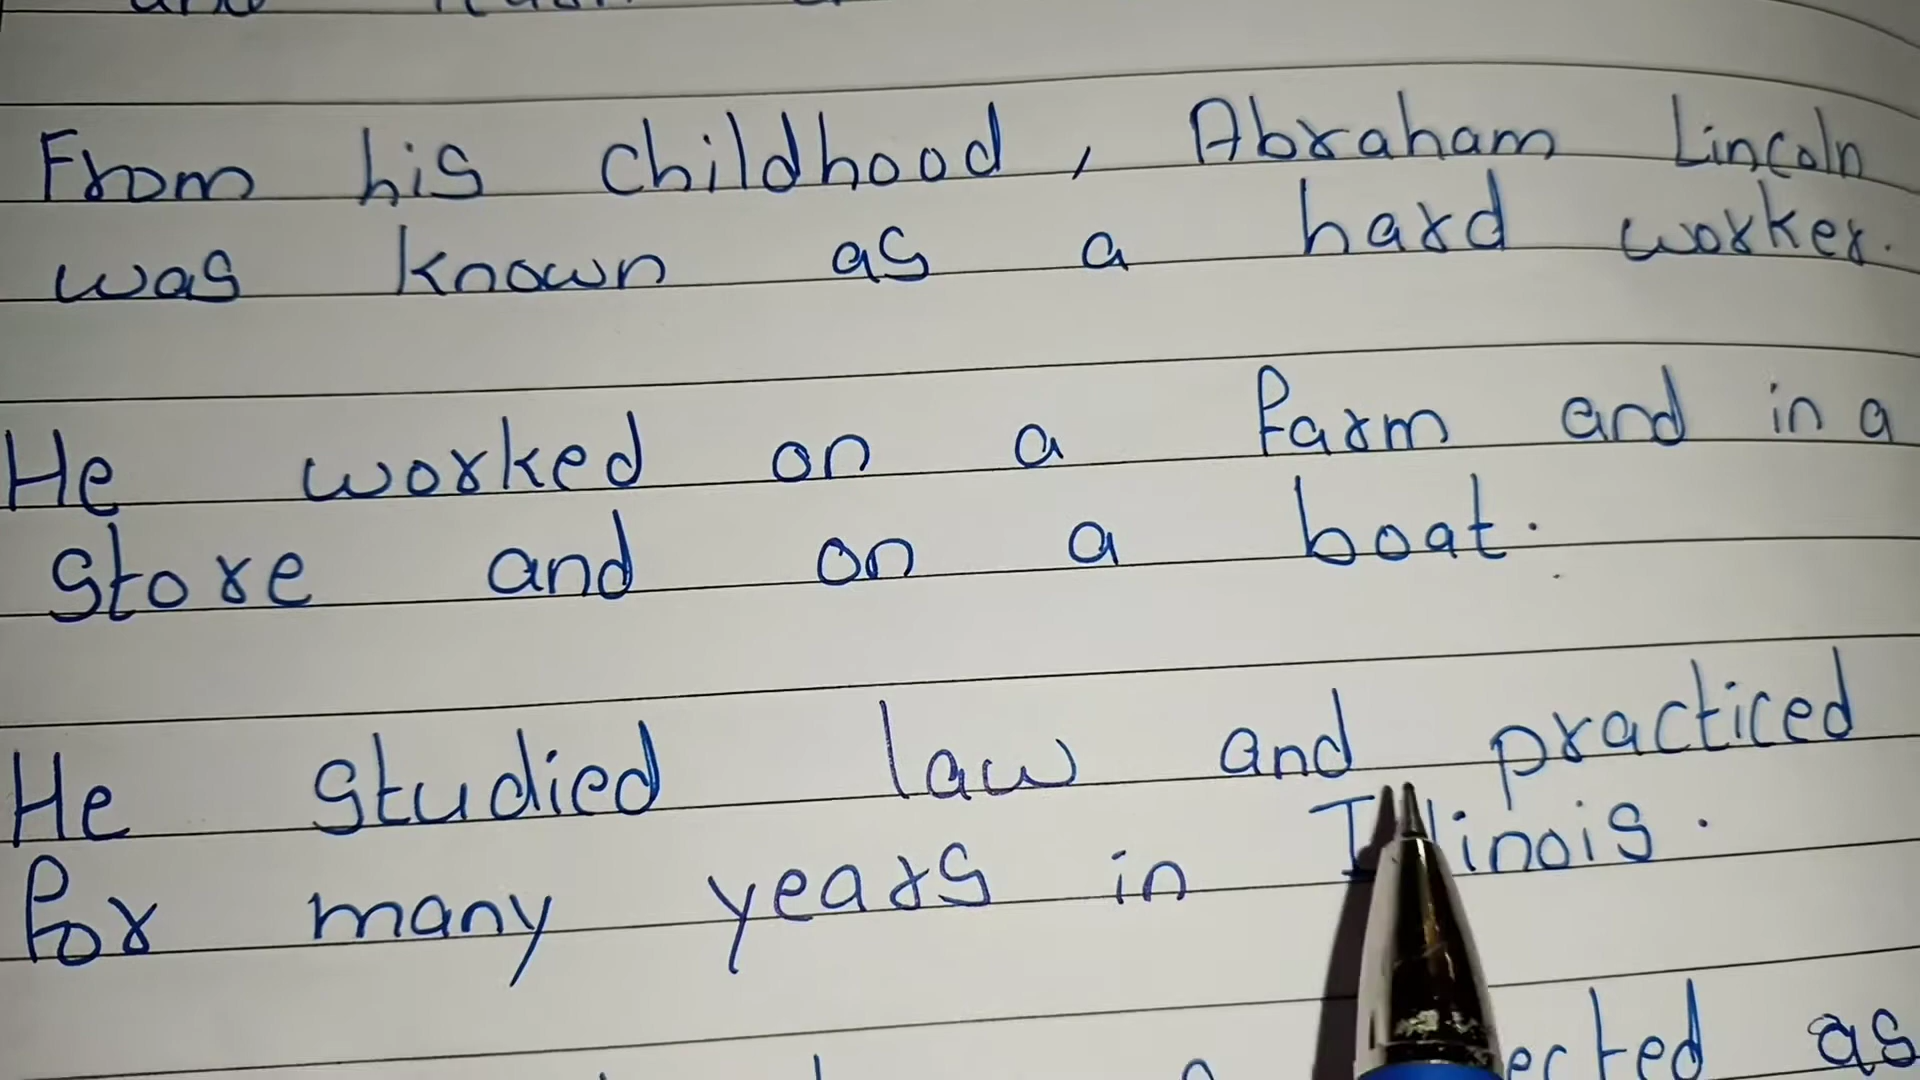 From his childhood, Abraham Lincoln
was known as a hard worker.
He worked on a farm and in a
store and on a boat.
He studied law and practiced
for many years in Illinois.
as